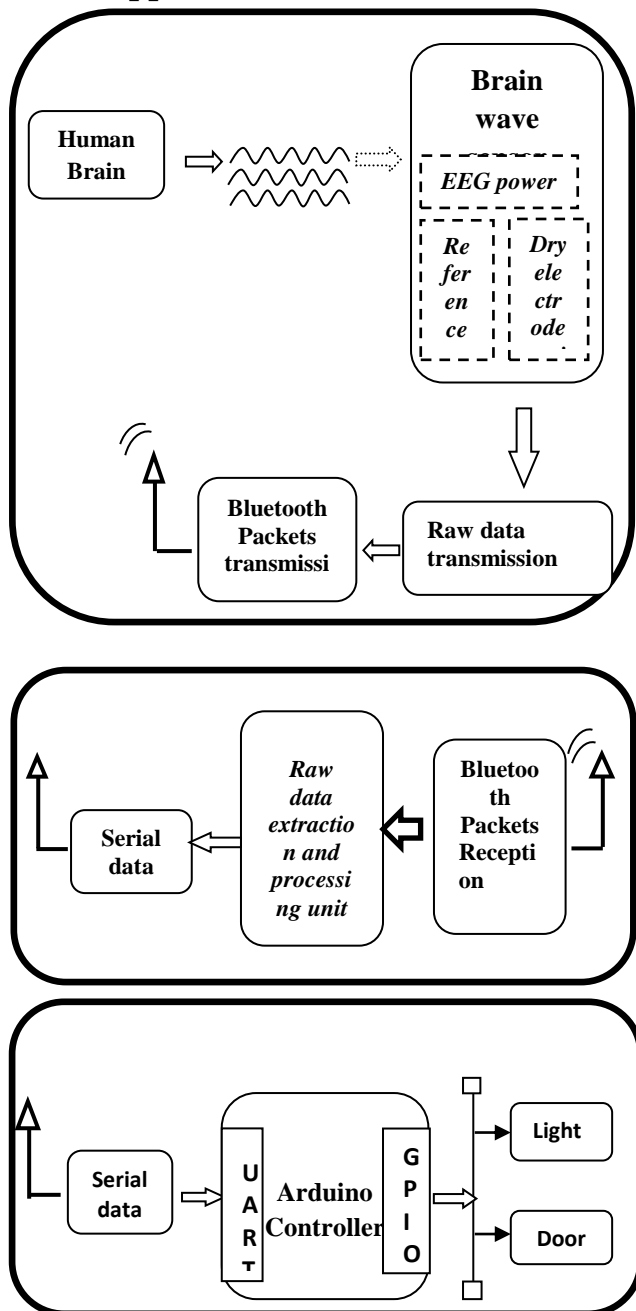 Human
Brain
Brain
wave
EEG power
Re
fer
en
ce
Dry
ele
ctr
ode
Bluetooth
Packets
transmissi
Raw data
transmission
Serial
data
Raw
data
extractio
n and
processi
ng unit
Bluetoo
th
Packets
Recepti
on
Serial
data
U
A
R
T
Arduino
Controller
G
P
I
O
Light
Door